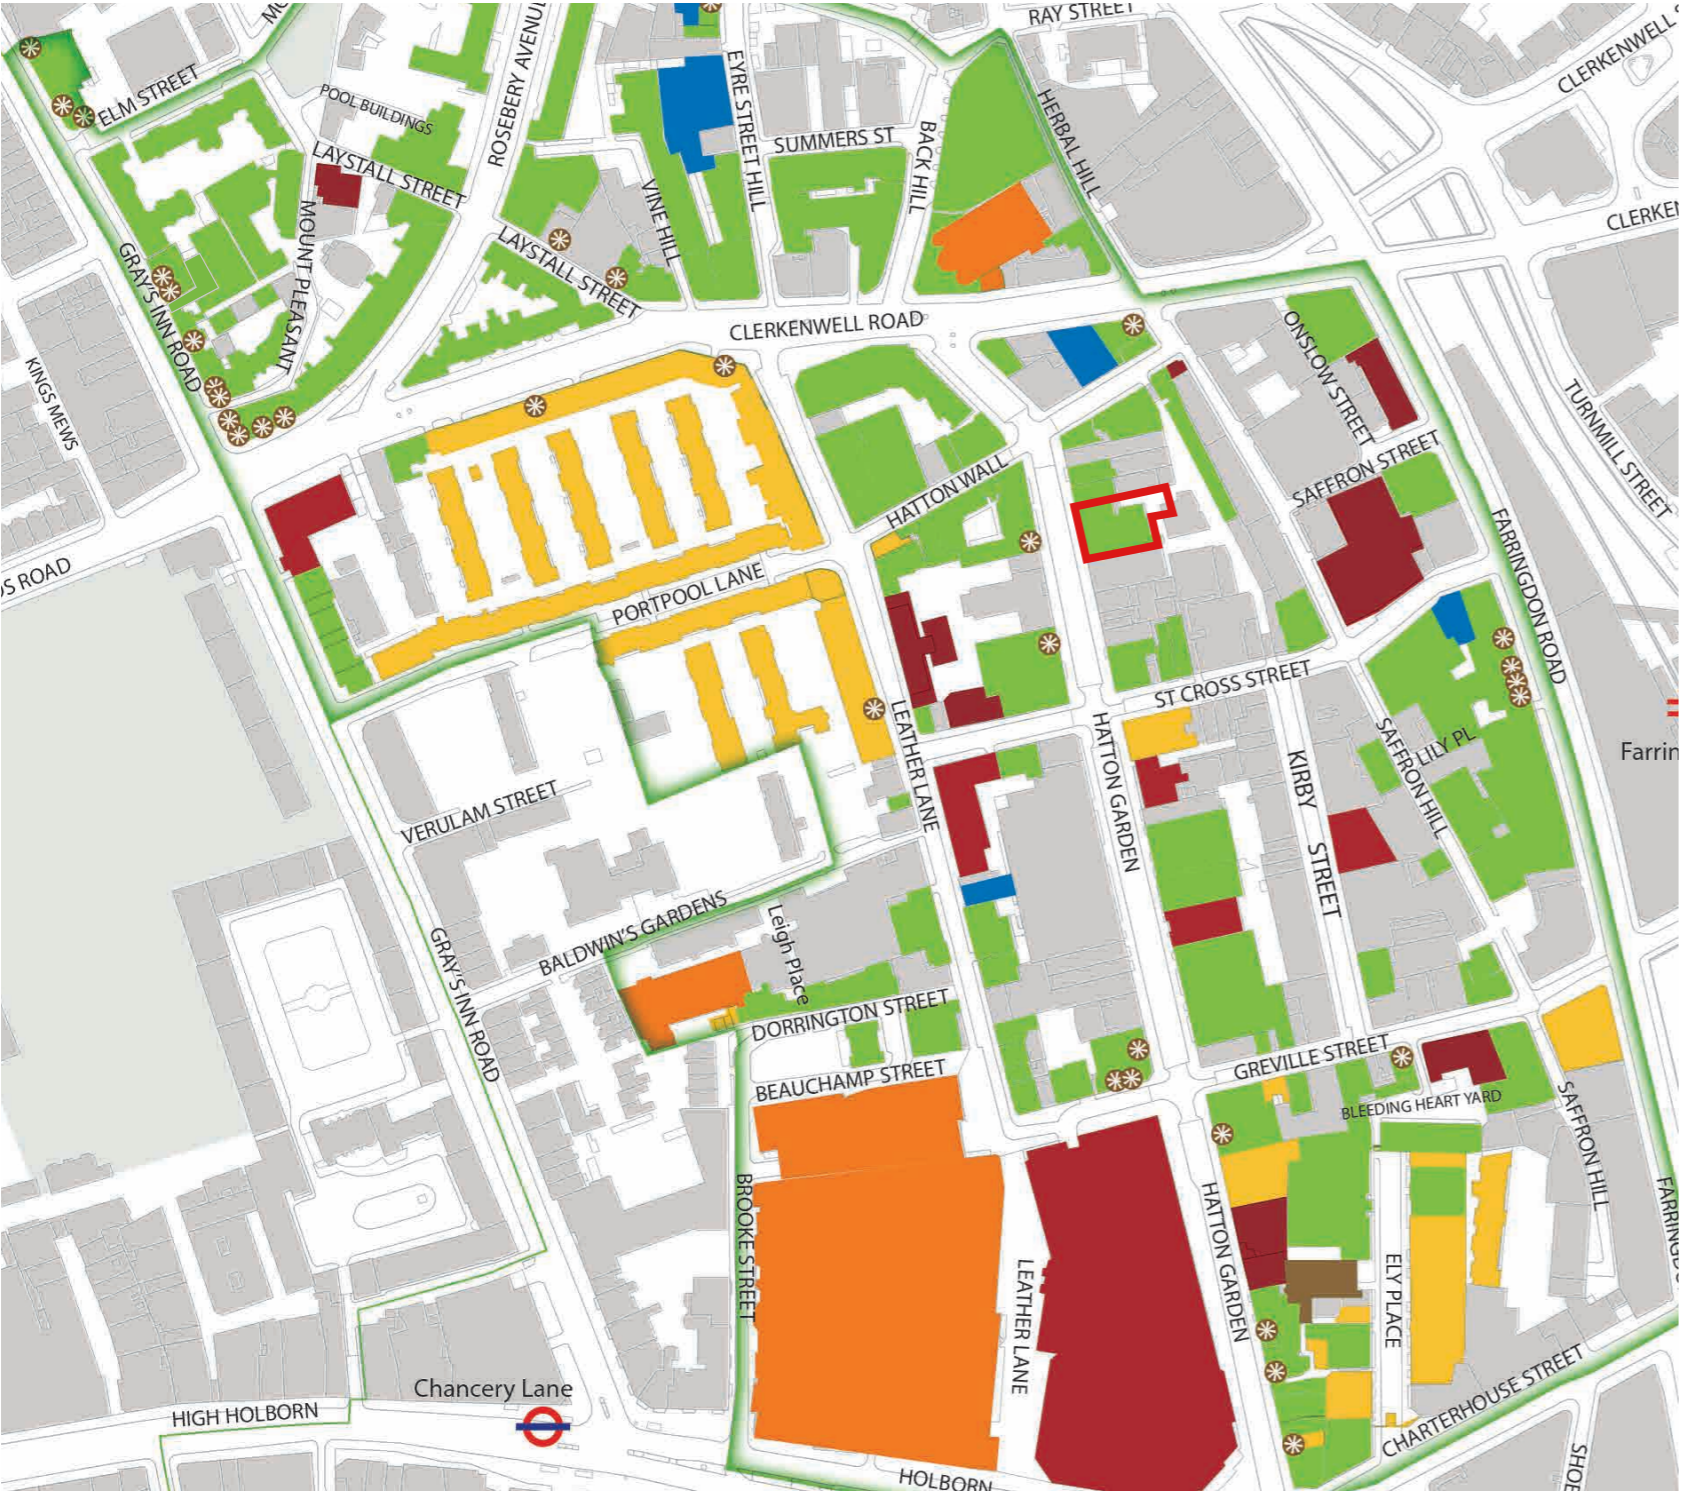 RAY STREET
CLERKENWELL
ELM STREET
ROSEBERY AVENUE
EYRE STREET HILL
POOL BUILDINGS
SUMMERS ST
BACK HILL
HERBAL HILL
LAYSTALL STREET
VINE HILL
MOUNT PLEASANT
LAYSTALL STREET
GRAY'S INN ROAD
CLERKENWELL ROAD
ONSLOW STREET
KINGS MEWS
TURNMILL STREET
SAFFRON STREET
HATTON WALL
FARRINGDON ROAD
PORTPOOL LANE
ST CROSS STREET
LEATHER LANE
HATTON GARDEN
KIRBY
STREET
SAFFRON HILL
LILY PL
Farrin
VERULAM STREET
BALDWIN'S GARDENS
Leigh Place
GRAY'S INN ROAD
DORRINGTON STREET
BEAUCHAMP STREET
GREVILLE STREET
BLEEDING HEART YARD
SAFFRON HILL
BROOKE STREET
LEATHER LANE
HATTON GARDEN
ELY PLACE
CHARTERHOUSE STREET
Chancery Lane
HIGH HOLBORN
HOLBORN